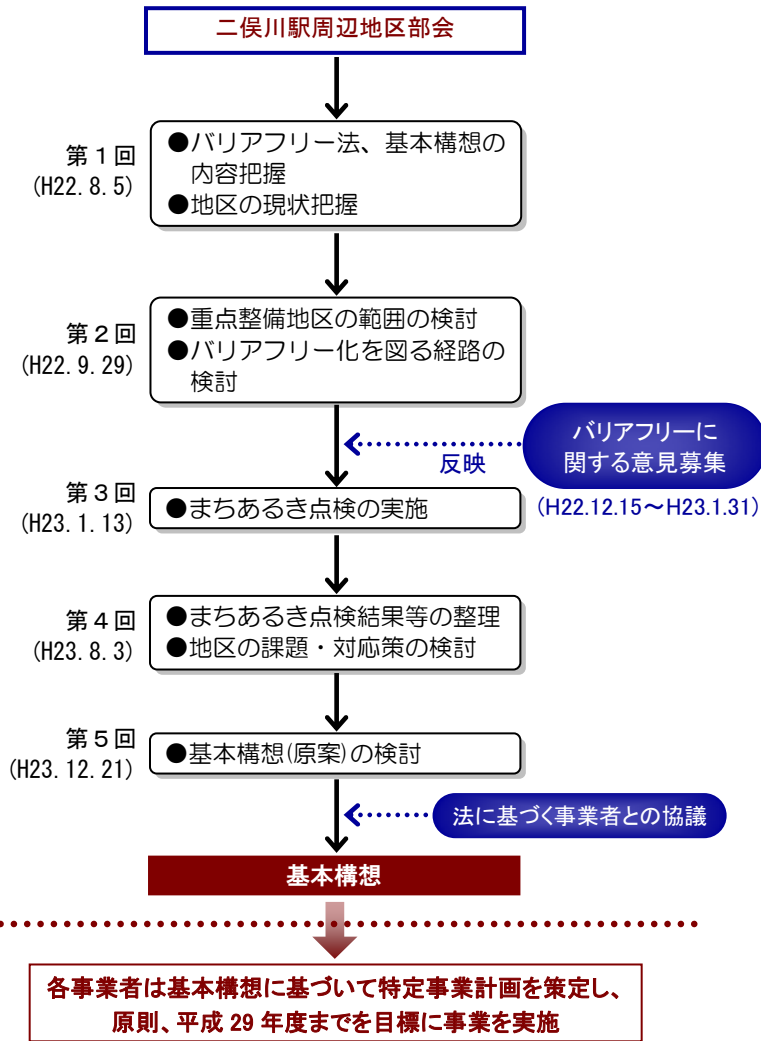 二俣川駅周辺地区部会
第1回
(H22.8.5)
●バリアフリー法、基本構想の
内容把握
●地区の現状把握
第2回
(H22.9.29)
●重点整備地区の範囲の検討
●バリアフリー化を図る経路の
検討
バリアフリーに
関する意見募集
反映
(H22.12.15～H23.1.31)
第3回
(H23.1.13)
●まちあるき点検の実施
第4回
(H23.8.3)
●まちあるき点検結果等の整理
●地区の課題・対応策の検討
第5回
(H23.12.21)
●基本構想(原案)の検討
法に基づく事業者との協議
基本構想
各事業者は基本構想に基づいて特定事業計画を策定し、
原則、平成29年度までを目標に事業を実施